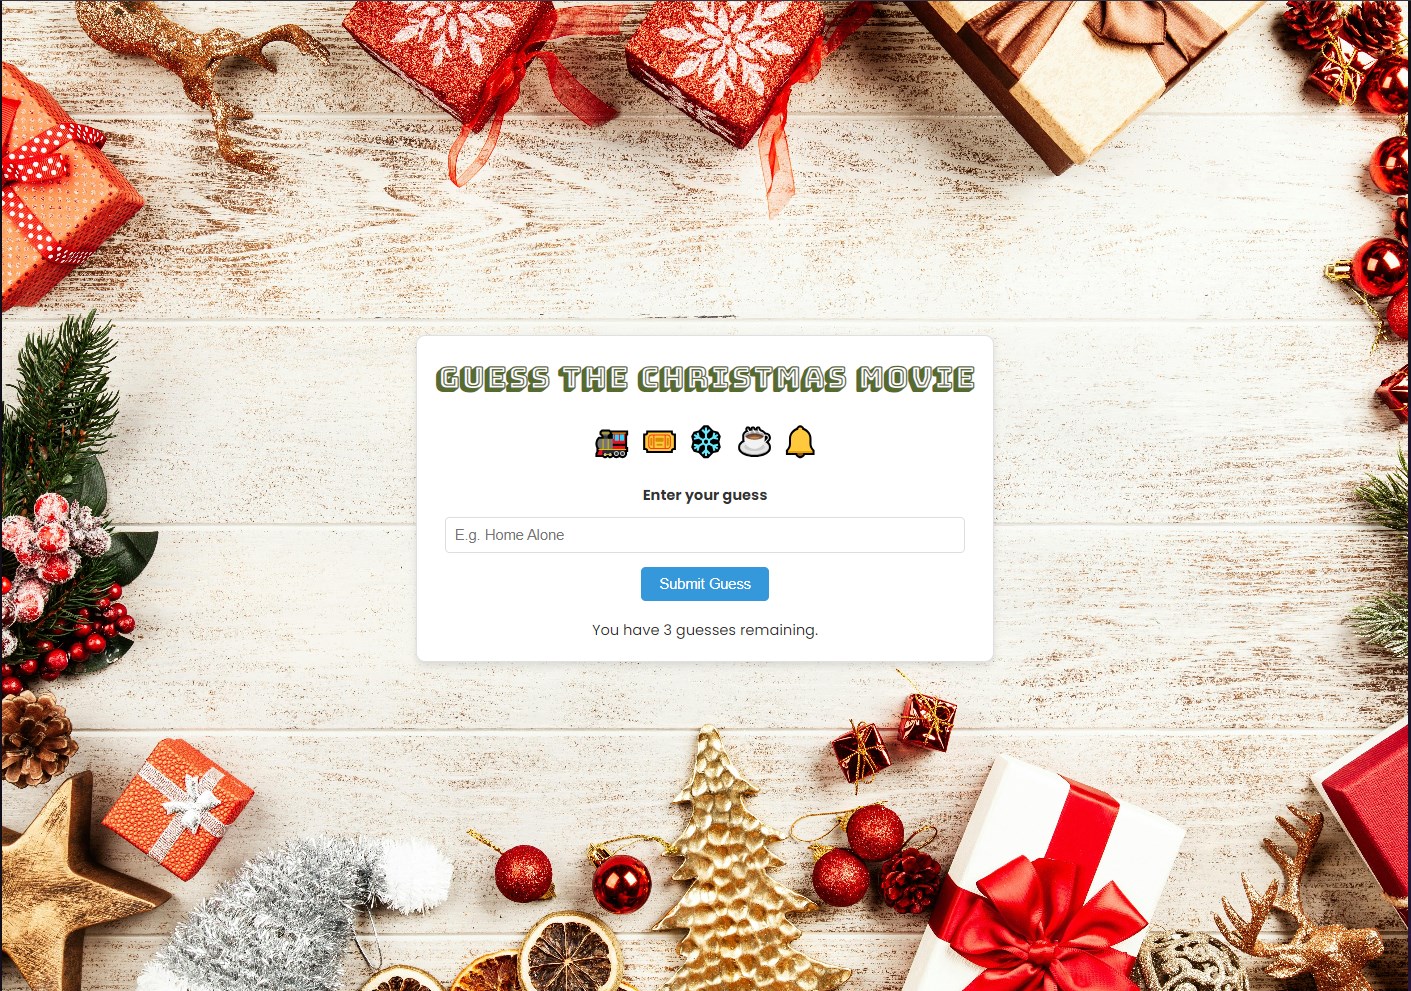 GUESS THE CHRISTMAS MOVIE
Enter your guess
E.g. Home Alone
Submit Guess
You have 3 guesses remaining.